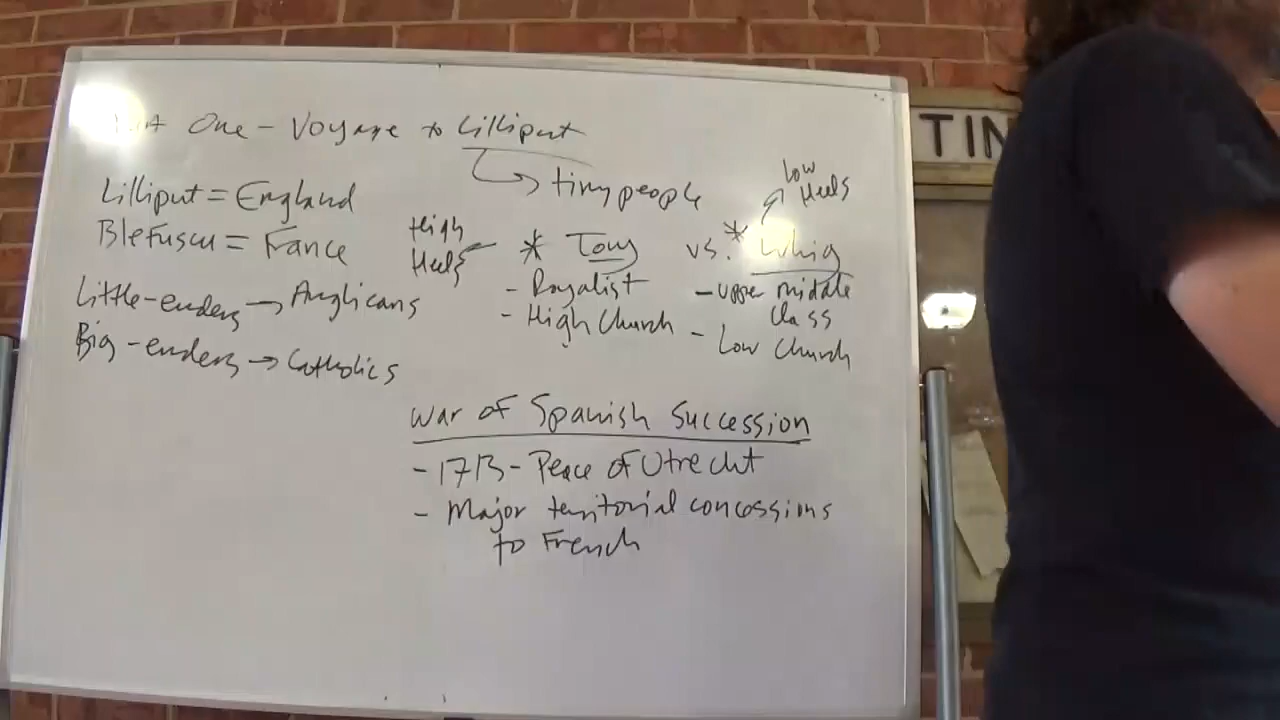 Part One - Voyage to Lilliput
tiny people
Lilliput = England
Blefuscu = France
Little-enders → Anglicans
Big-enders → Catholics
High
Heels
* Tory vs. * Whig
Low
Heels
- Royalist
- High Church
- upper middle
class
- Low Church
War of Spanish Succession
- 1713 - Peace of Utrecht
- Major territorial concessions
to French
TIN